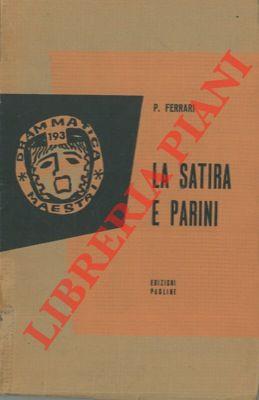 P. FERRARI
DRAMMATICA
193
MAESTRI
LA SATIRA
E PARINI
EDIZIONI
PAOLINE
LIBRERIA PIANI